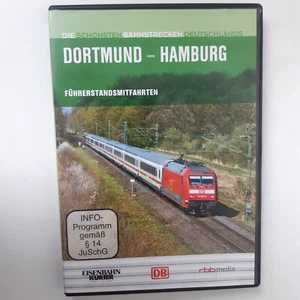 DIE SCHÖNSTEN BAHNSTRECKEN DEUTSCHLANDS
DORTMUND – HAMBURG
FÜHRERSTANDSMITFAHRTEN
INFO-
Programm
gemäß
§ 14
JuSchG
EISENBAHN
KURIER
DB
rbbmedia